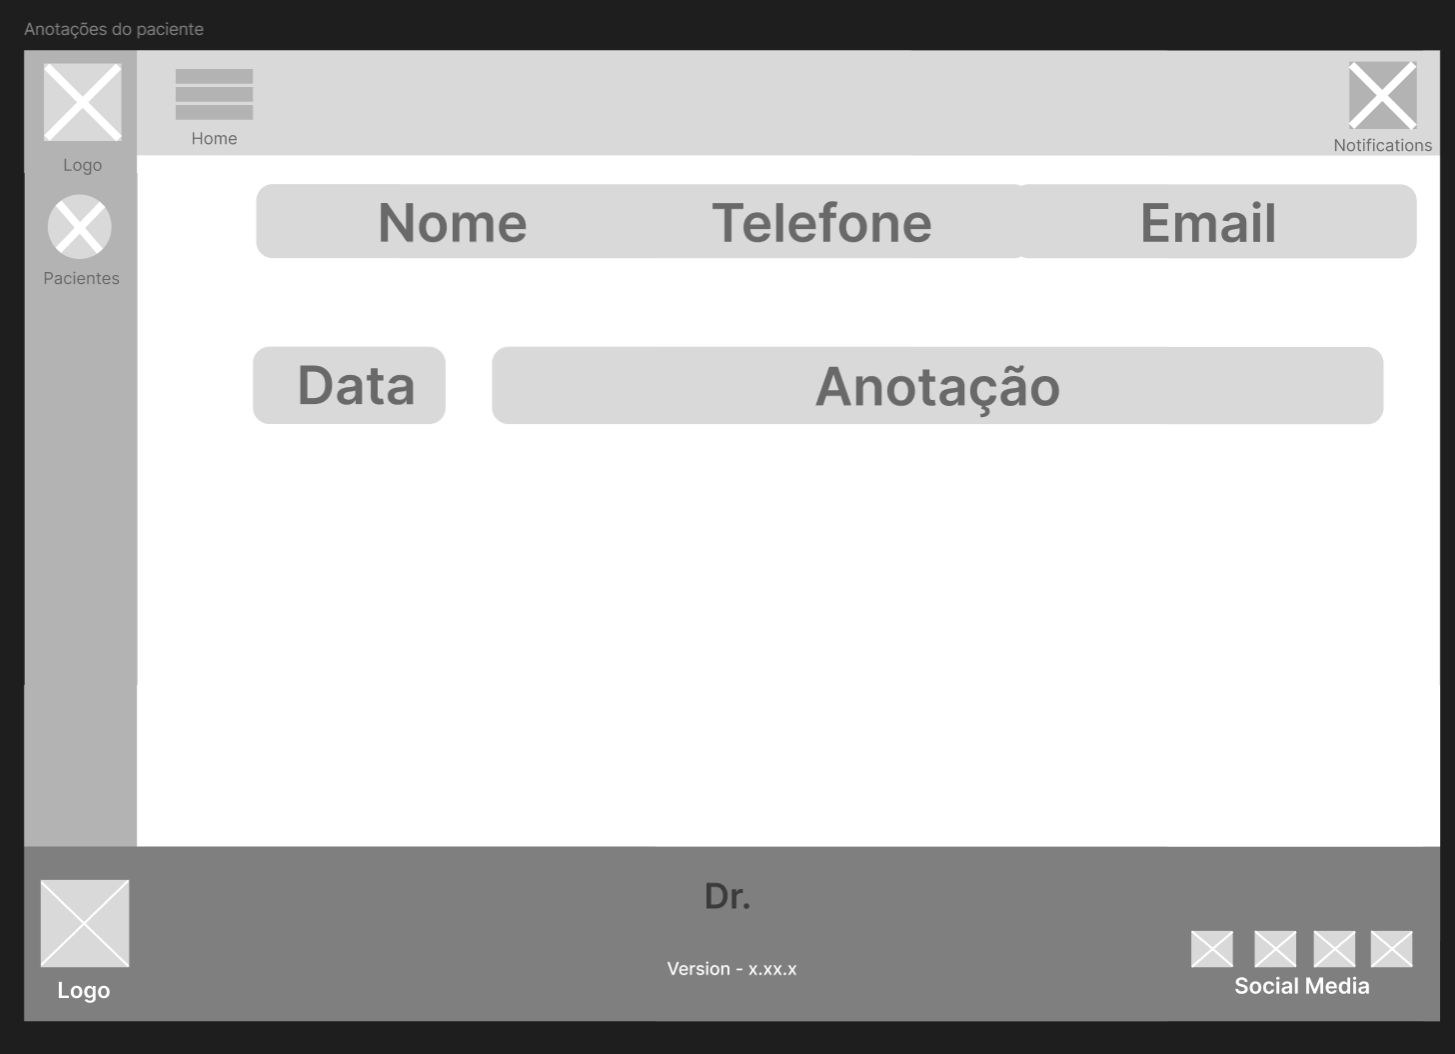 Anotações do paciente
Logo
Home
Notifications
Pacientes
Nome Telefone Email
Data Anotação
Dr.
Version - x.xx.x
Logo
Social Media